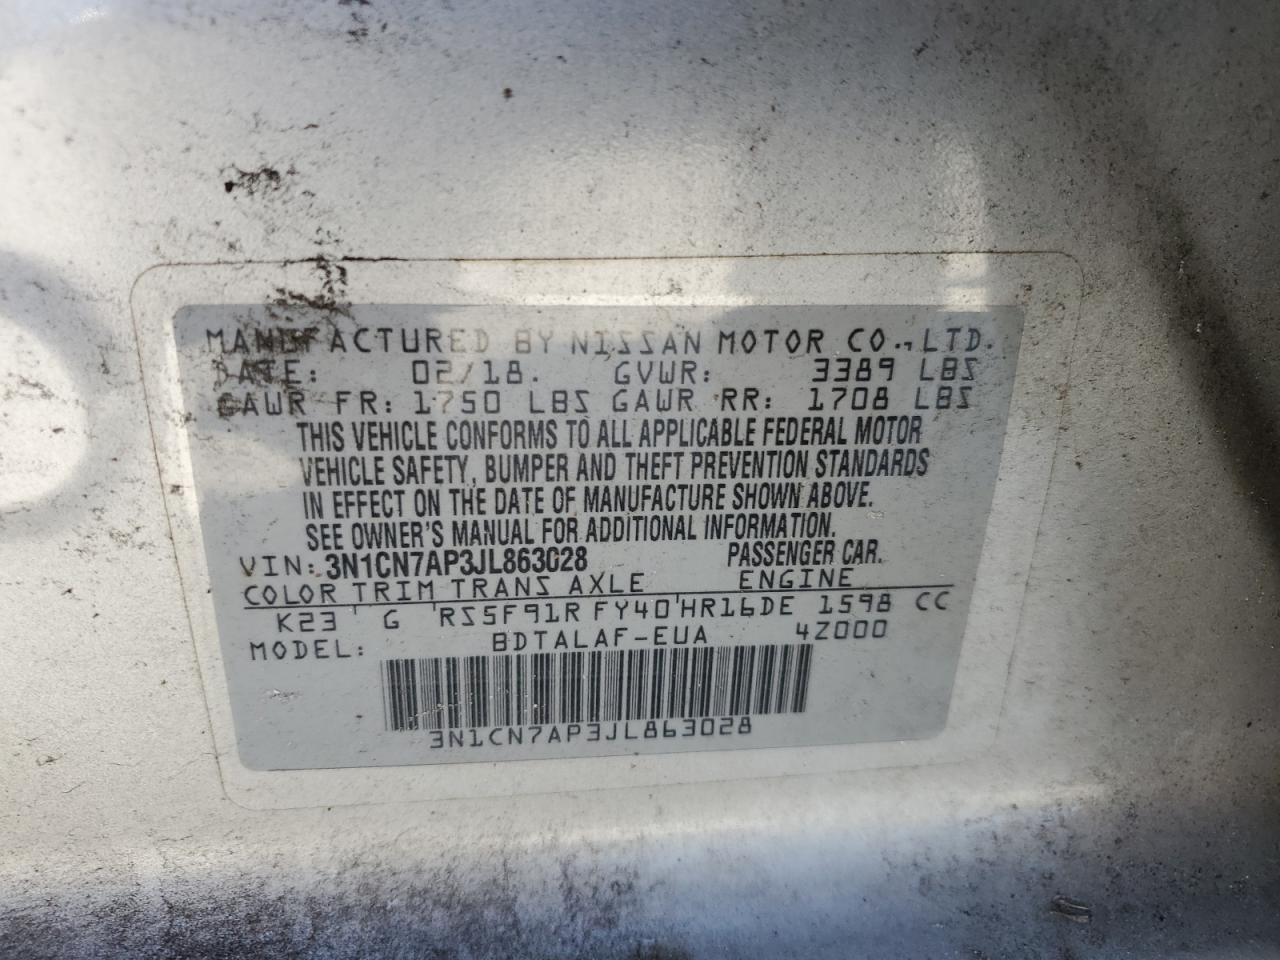 MANUFACTURED BY NISSAN MOTOR CO., LTD.
DATE: 02/18. GVWR: 3389 LBS
GAWR FR: 1750 LBS GAWR RR: 1708 LBS
THIS VEHICLE CONFORMS TO ALL APPLICABLE FEDERAL MOTOR
VEHICLE SAFETY, BUMPER AND THEFT PREVENTION STANDARDS
IN EFFECT ON THE DATE OF MANUFACTURE SHOWN ABOVE.
SEE OWNER'S MANUAL FOR ADDITIONAL INFORMATION.
VIN: 3N1CN7AP3JL863028 PASSENGER CAR.
COLOR TRIM TRANS AXLE ENGINE
K23 G RS5F91R FY40 HR16DE 1598 CC
MODEL: BDTALAF-EUA 4Z000
3N1CN7AP3JL863028